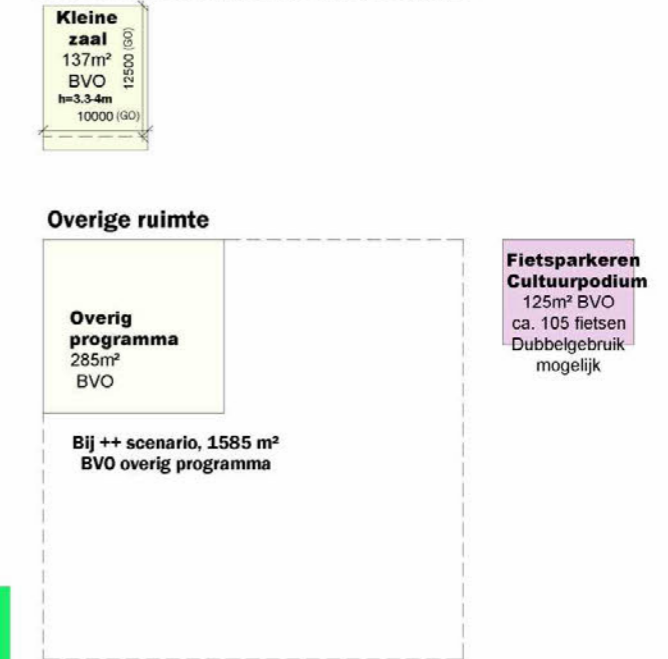 Kleine
zaal
137m²
BVO
h=3.3-4m
10000 (GO)
12500 (GO)
Overige ruimte
Overig
programma
285m²
BVO
Bij ++ scenario, 1585 m²
BVO overig programma
Fietsparkeren
Cultuurpodium
125m² BVO
ca. 105 fietsen
Dubbelgebruik
mogelijk